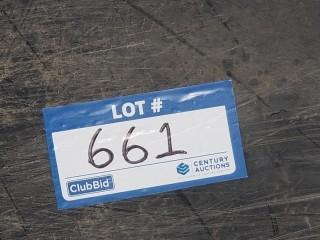 LOT #
661
ClubBid
CENTURY
AUCTIONS